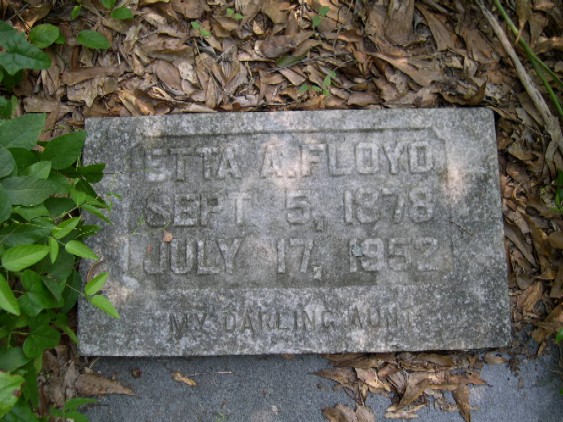 ETTA A. FLOYD
SEPT 5, 1878
JULY 17, 1952
MY DARLING AUNT